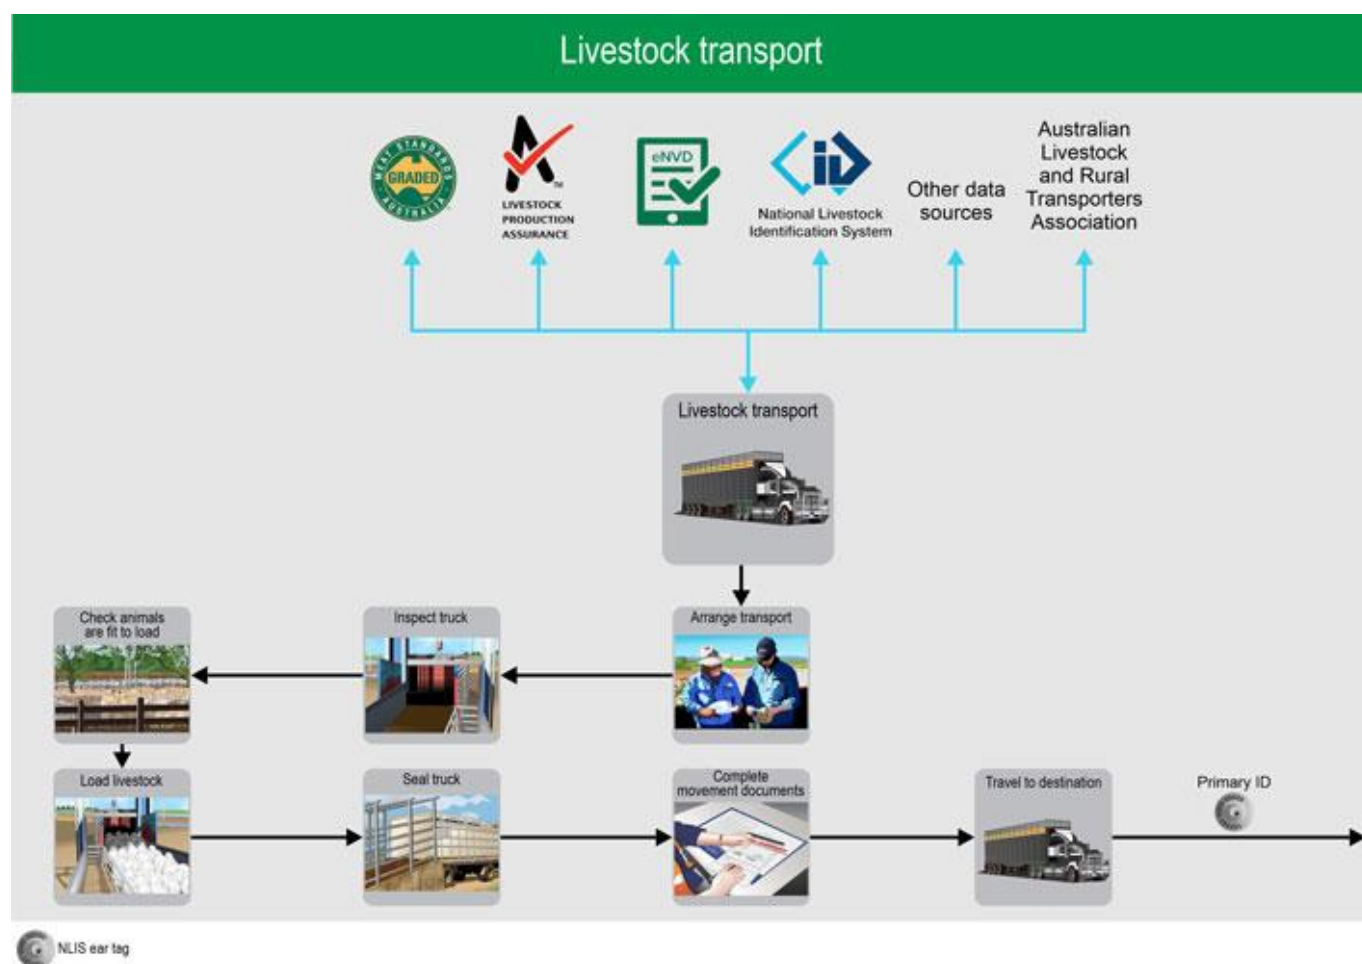 Livestock transport
MEAT STANDARDS
GRADED
AUSTRALIA
LIVESTOCK
PRODUCTION
ASSURANCE
TM
eNVD
National Livestock
Identification System
Other data
sources
Australian
Livestock
and Rural
Transporters
Association
Livestock transport
Check animals
are fit to load
Inspect truck
Arrange transport
Load livestock
Seal truck
Complete
movement documents
Travel to destination
Primary ID
NLIS ear tag